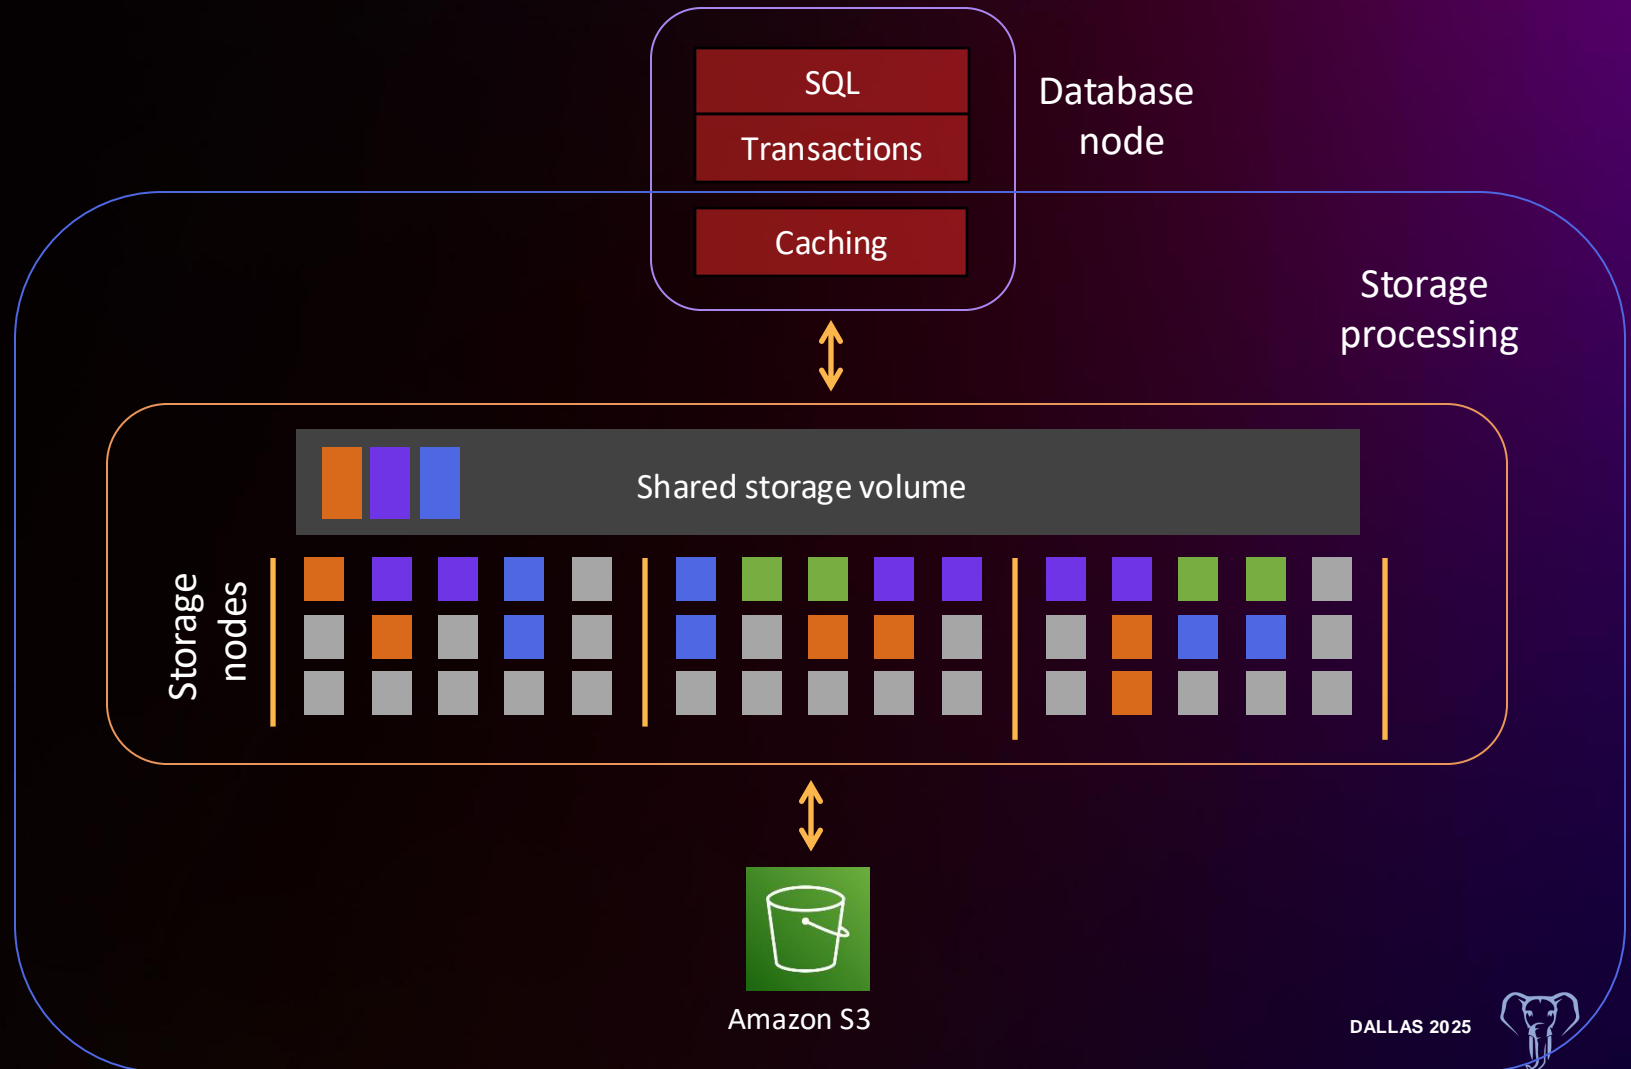 SQL
Database
node
Transactions
Caching
Storage
processing
Shared storage volume
Storage
nodes
Amazon S3
DALLAS 2025